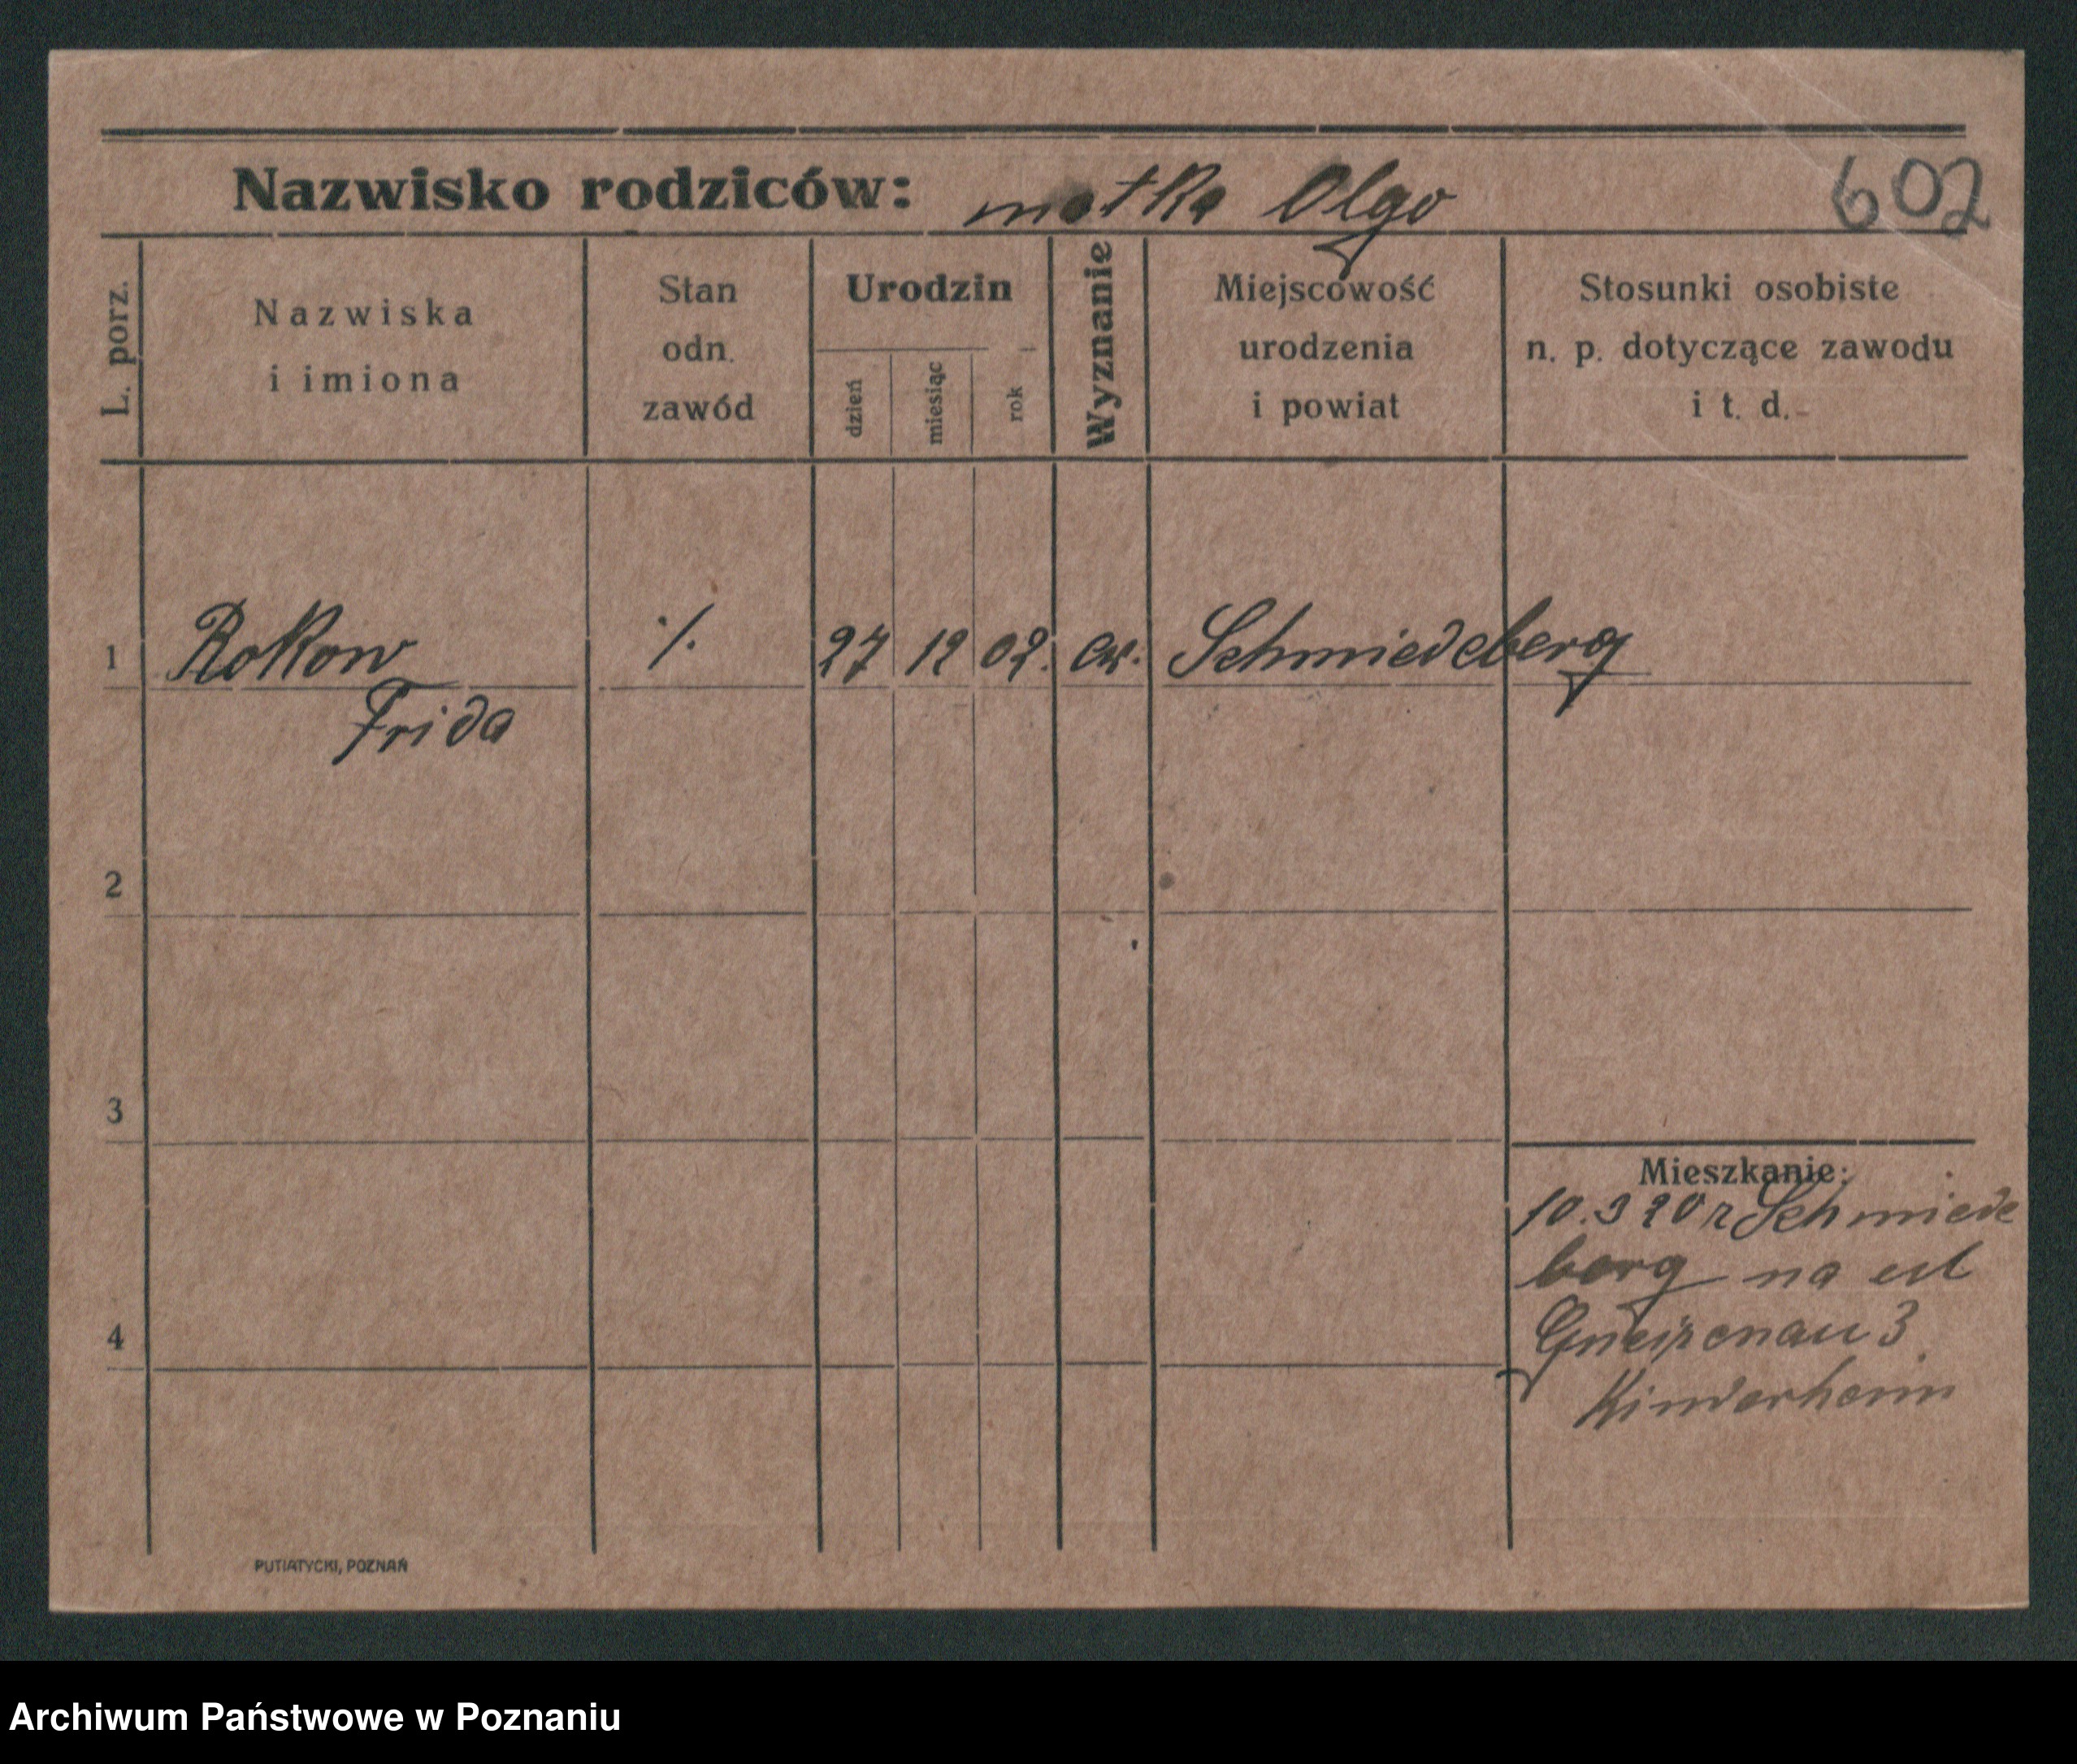 Nazwisko rodziców: matka Olga 602
L. porz.
Nazwiska
i imiona
Stan
odn.
zawód
Urodzin
dzień
miesiąc
rok
Wyznanie
Miejscowość
urodzenia
i powiat
Stosunki osobiste
n. p. dotyczące zawodu
i t. d.
1 Rokow ·/. 27 12 02. ew. Schmiedeberg
Frida
2
3
Mieszkanie:
10.3 20 r Schmiede
berg na ul
4 Gneisenau 3
Kinderheim
PUTIATYCKI, POZNAŃ
Archiwum Państwowe w Poznaniu